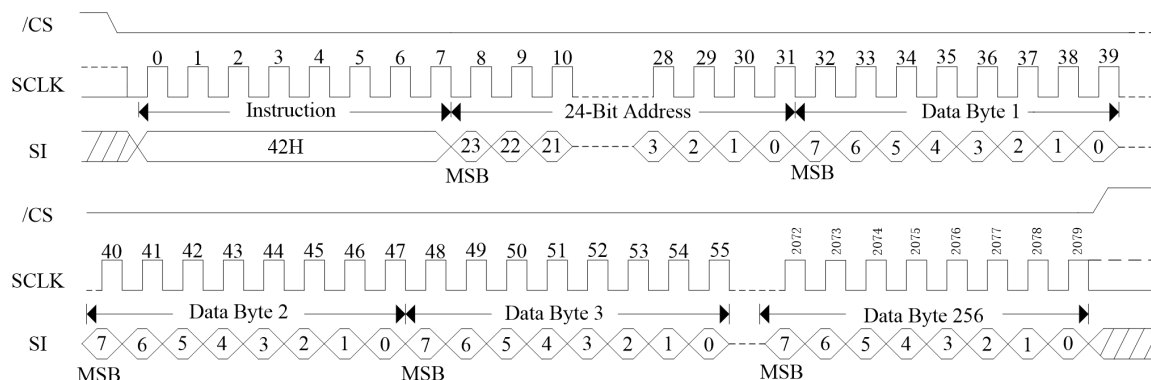 /CS
0 1 2 3 4 5 6 7 8 9 10 28 29 30 31 32 33 34 35 36 37 38 39
SCLK
Instruction 24-Bit Address Data Byte 1
SI 42H 23 22 21 3 2 1 0 7 6 5 4 3 2 1 0
MSB MSB
/CS
40 41 42 43 44 45 46 47 48 49 50 51 52 53 54 55 2072 2073 2074 2075 2076 2077 2078 2079
SCLK
Data Byte 2 Data Byte 3 Data Byte 256
SI 7 6 5 4 3 2 1 0 7 6 5 4 3 2 1 0 7 6 5 4 3 2 1 0
MSB MSB MSB